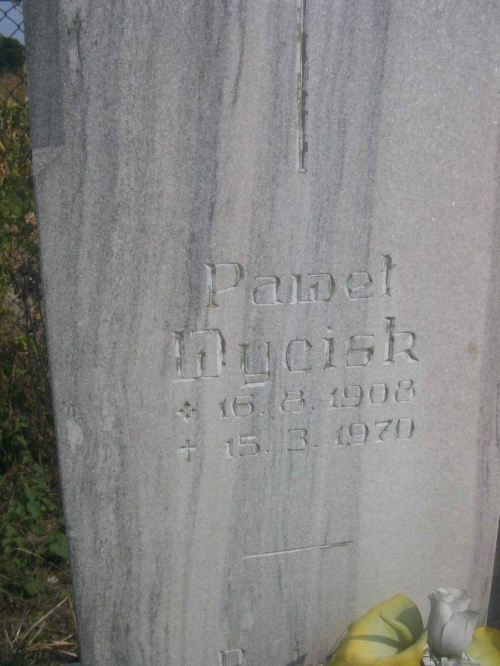 Paweł
Wycisk
* 16. 8. 1908
+ 15. 3. 1970